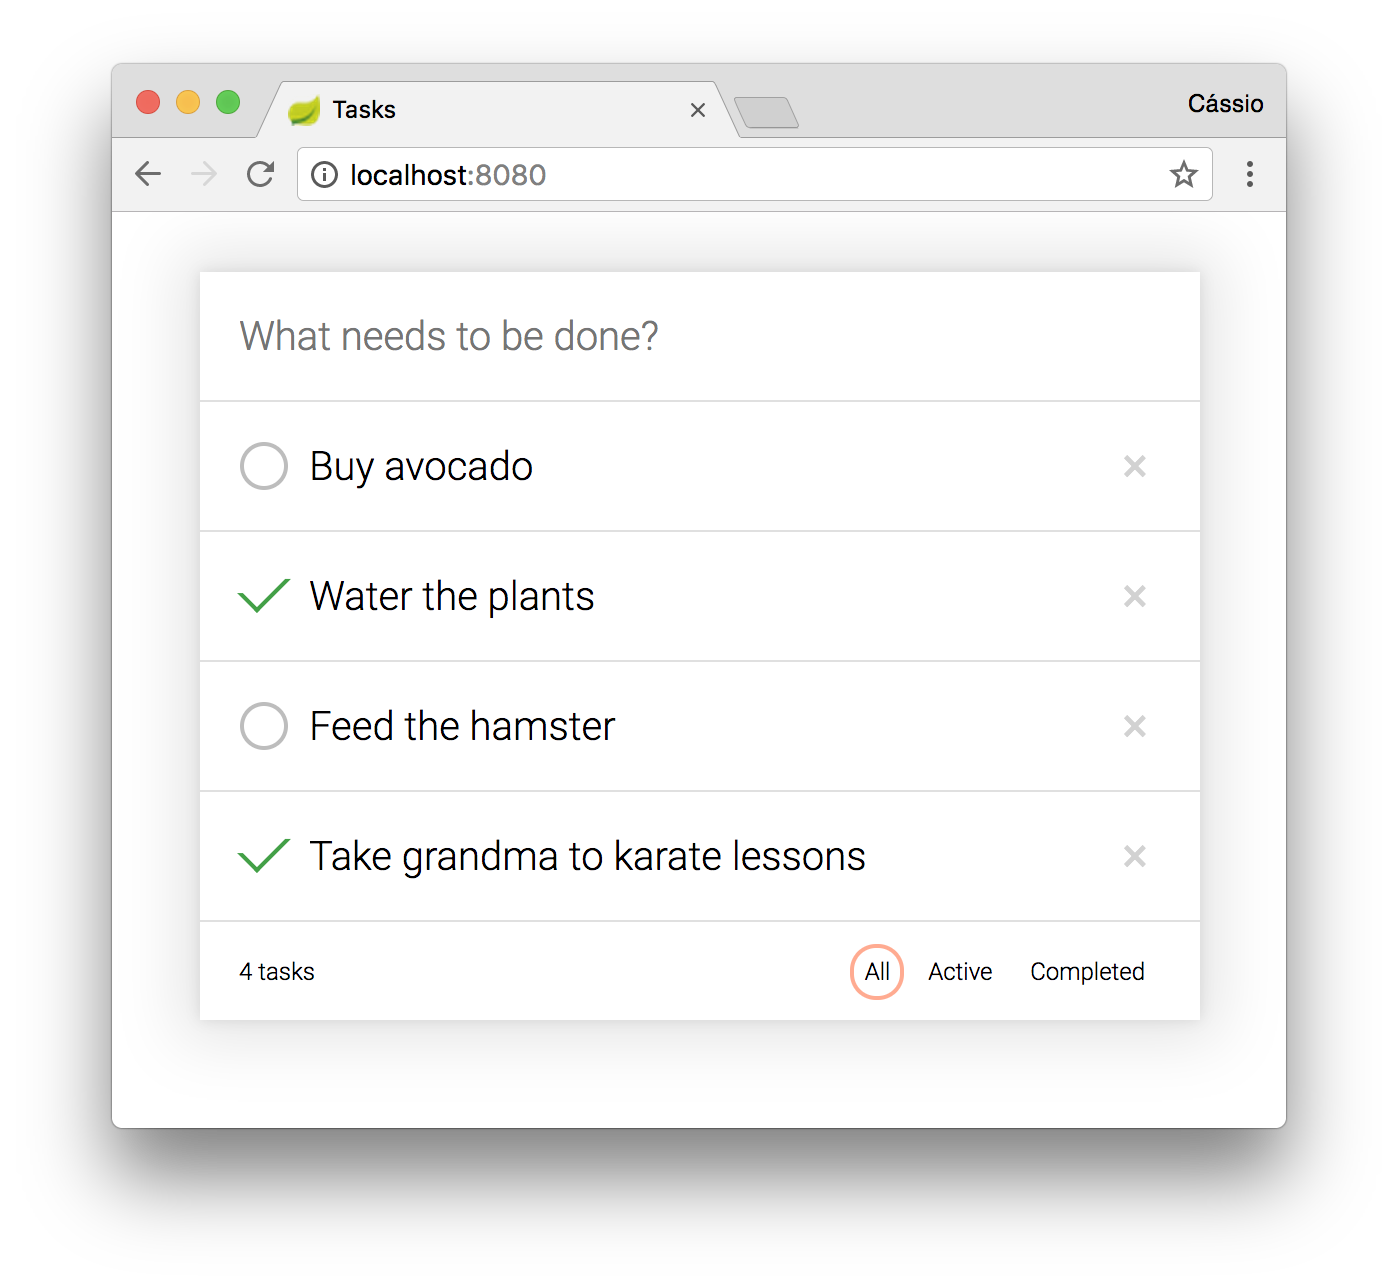 Tasks
Cássio
localhost:8080
What needs to be done?
Buy avocado
Water the plants
Feed the hamster
Take grandma to karate lessons
4 tasks All Active Completed